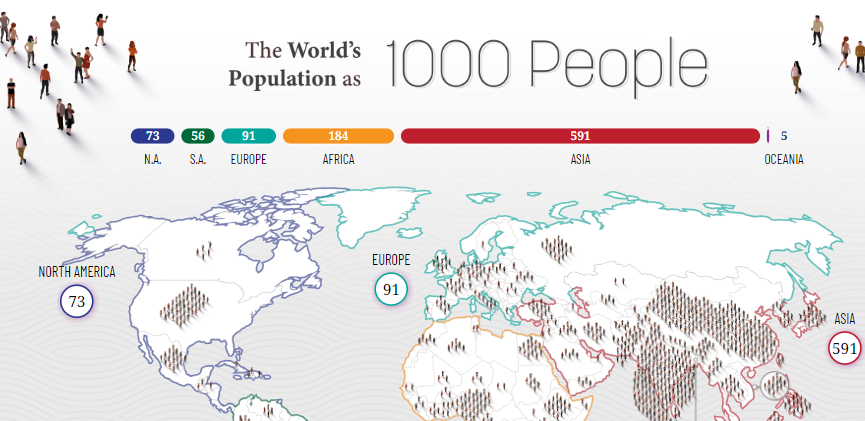 The World's
Population as
1000 People
73 56 91 184 591 5
N.A. S.A. EUROPE AFRICA ASIA OCEANIA
NORTH AMERICA
73
EUROPE
91
ASIA
591